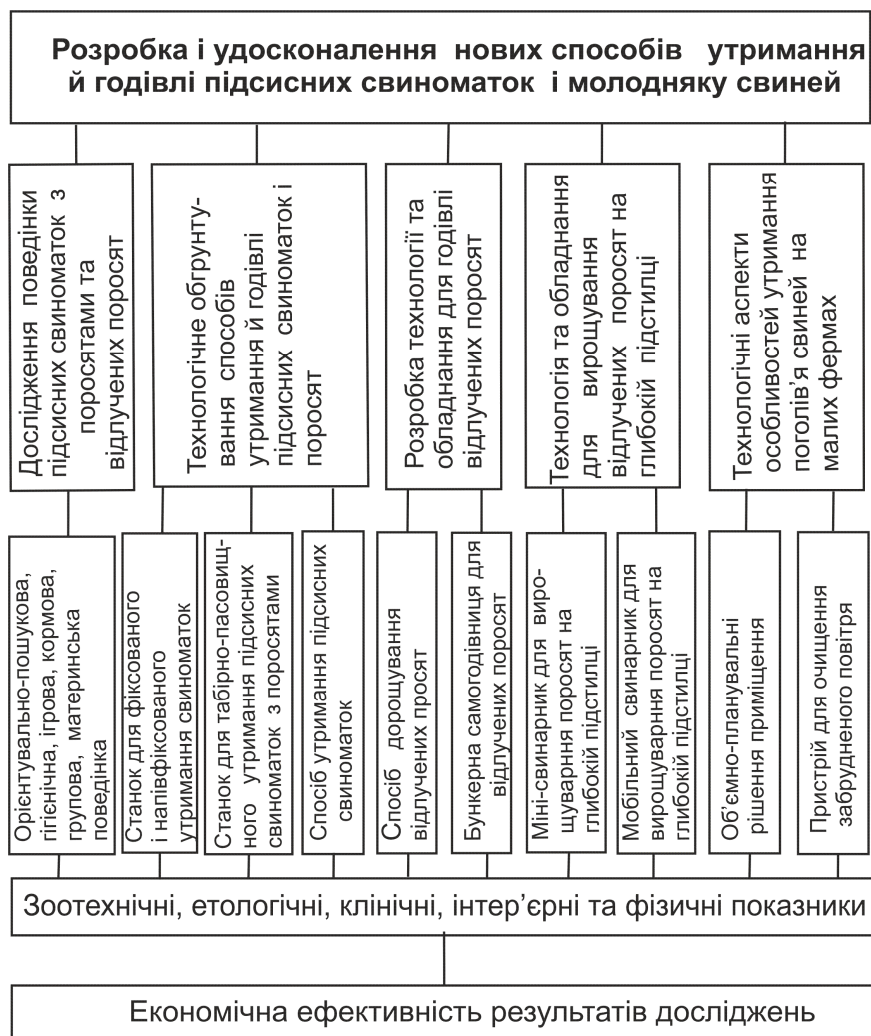 Розробка і удосконалення нових способів утримання
й годівлі підсисних свиноматок і молодняку свиней
Дослідження поведінки
підсисних свиноматок з
поросятами та
відлучених поросят
Технологічне обгрунту-
вання способів
утримання й годівлі
підсисних свиноматок і
поросят
Розробка технології та
обладнання для годівлі
відлучених поросят
Технологія та обладнання
для вирощування
відлучених поросят на
глибокій підстилці
Технологічні аспекти
особливостей утримання
поголів’я свиней на
малих фермах
Орієнтувально-пошукова,
гігієнічна, ігрова, кормова,
групова, материнська
поведінка
Станок для фіксованого
і напівфіксованого
утримання свиноматок
Станок для табірно-пасовищ-
ного утримання підсисних
свиноматок з поросятами
Спосіб утримання підсисних
свиноматок
Спосіб дорощування
відлучених просят
Бункерна самогодівниця для
відлучених поросят
Міні-свинарник для виро-
щуварння поросят на
глибокій підстилці
Мобільний свинарник для
вирощуварння поросят на
глибокій підстилці
Об’ємно-планувальні
рішення приміщення
Пристрій для очищення
забрудненого повітря
Зоотехнічні, етологічні, клінічні, інтер’єрні та фізичні показники
Економічна ефективність результатів досліджень